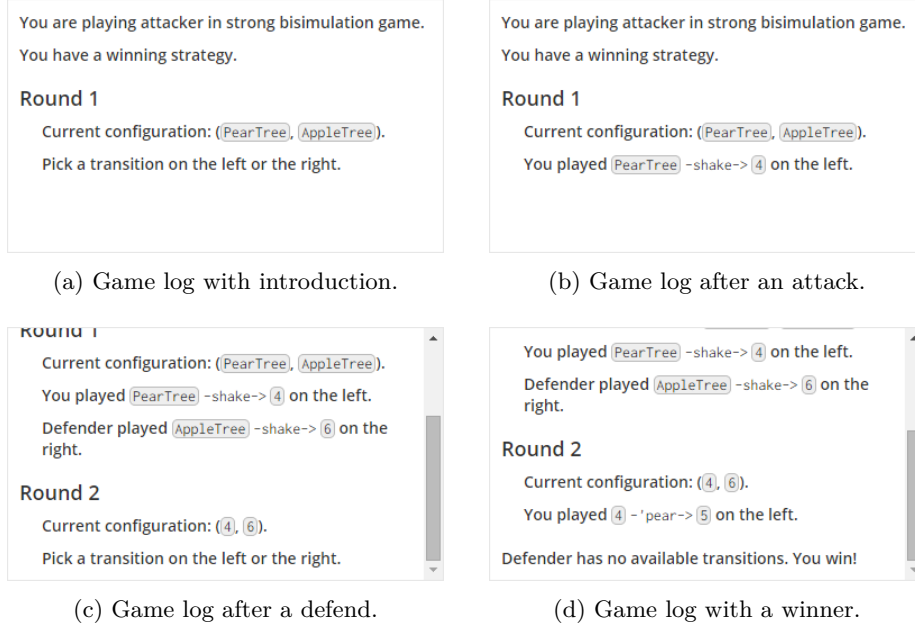 You are playing attacker in strong bisimulation game.
You have a winning strategy.
Round 1
Current configuration: (PearTree, AppleTree).
Pick a transition on the left or the right.
(a) Game log with introduction.
You are playing attacker in strong bisimulation game.
You have a winning strategy.
Round 1
Current configuration: (PearTree, AppleTree).
You played PearTree -shake-> 4 on the left.
(b) Game log after an attack.
Round 1
Current configuration: (PearTree, AppleTree).
You played PearTree -shake-> 4 on the left.
Defender played AppleTree -shake-> 6 on the
right.
Round 2
Current configuration: (4, 6).
Pick a transition on the left or the right.
(c) Game log after a defend.
You played PearTree -shake-> 4 on the left.
Defender played AppleTree -shake-> 6 on the
right.
Round 2
Current configuration: (4, 6).
You played 4 -'pear-> 5 on the left.
Defender has no available transitions. You win!
(d) Game log with a winner.